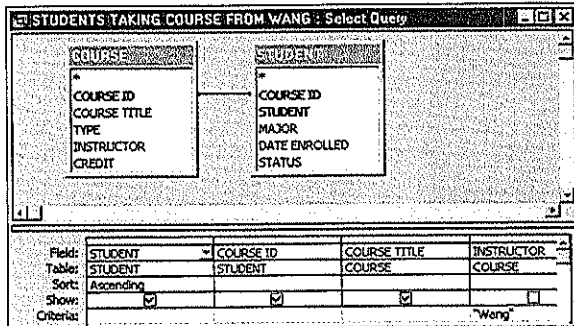 STUDENTS TAKING COURSE FROM WANG : Select Query
COURSE
*
COURSE ID
COURSE TITLE
TYPE
INSTRUCTOR
CREDIT
STUDENT
*
COURSE ID
STUDENT
MAJOR
DATE ENROLLED
STATUS
Field: STUDENT COURSE ID COURSE TITLE INSTRUCTOR
Table: STUDENT STUDENT COURSE COURSE
Sort: Ascending
Show:
Criteria: "Wang"